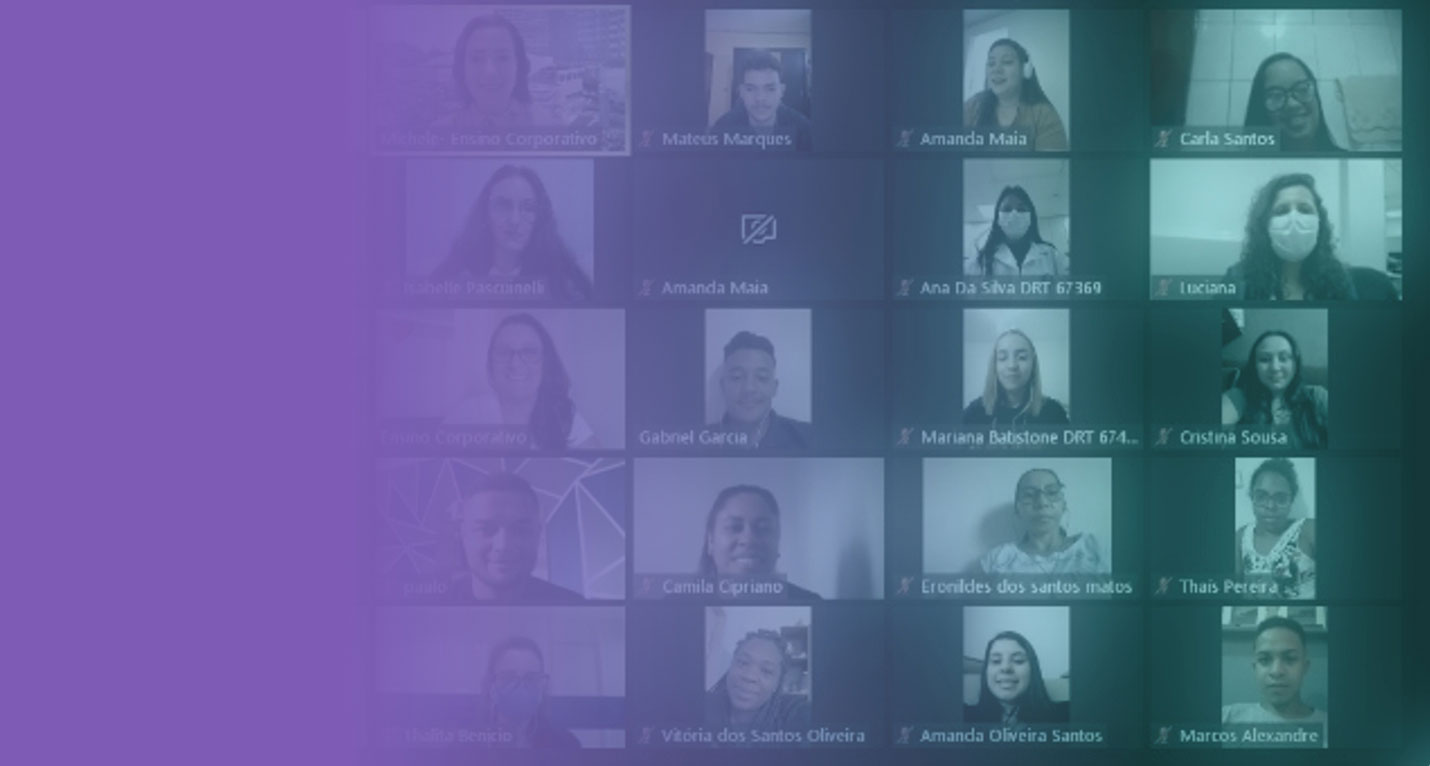 Michele- Ensino Corporativo
Mateus Marques
Amanda Maia
Carla Santos
Isabelle Pascuinelli
Amanda Maia
Ana Da Silva DRT 67369
Luciana
Ensino Corporativo
Gabriel Garcia
Mariana Batistone DRT 674...
Cristina Sousa
paulo
Camila Cipriano
Eronildes dos santos matos
Thaís Pereira
Thalita Benicio
Vitória dos Santos Oliveira
Amanda Oliveira Santos
Marcos Alexandre